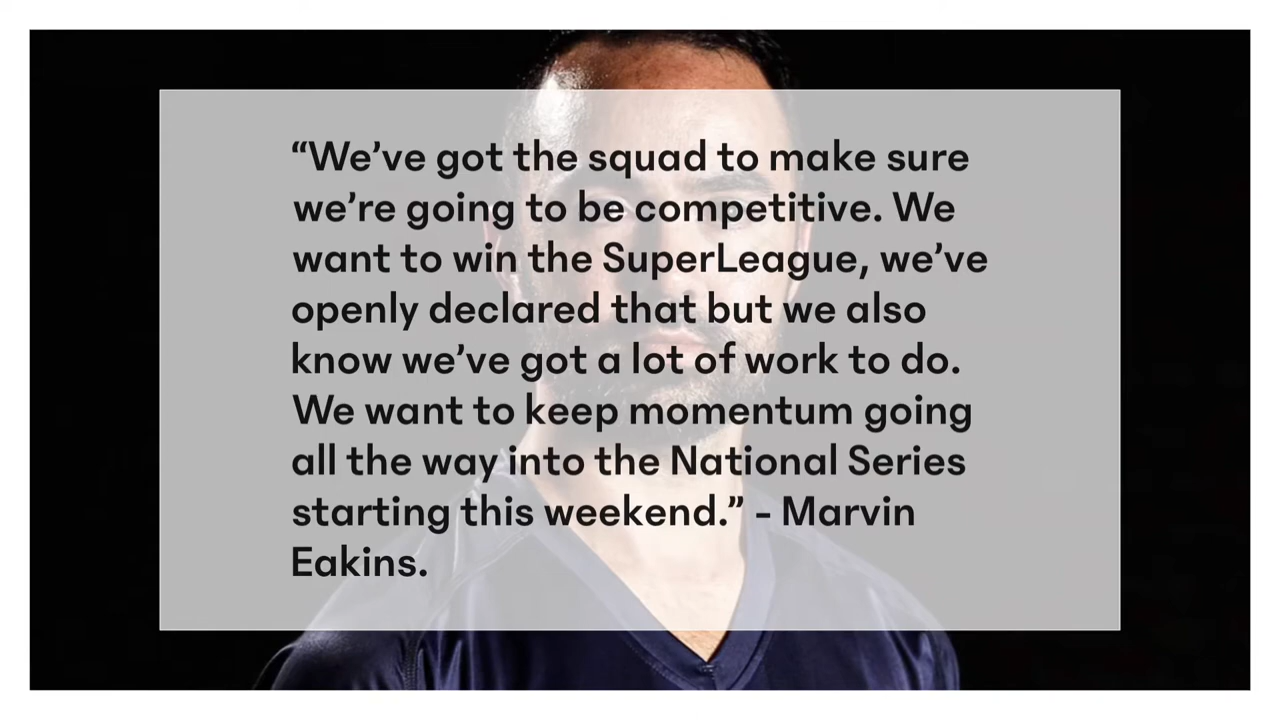 “We’ve got the squad to make sure
we’re going to be competitive. We
want to win the SuperLeague, we’ve
openly declared that but we also
know we’ve got a lot of work to do.
We want to keep momentum going
all the way into the National Series
starting this weekend.” - Marvin
Eakins.